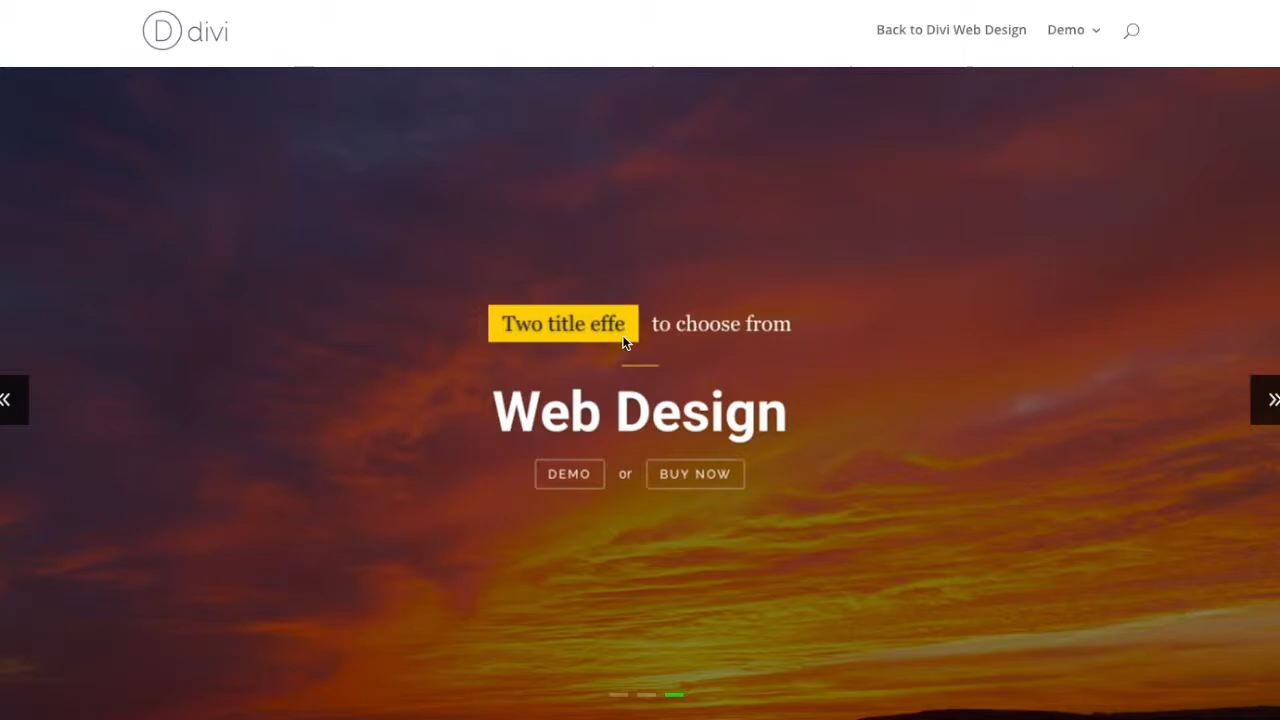 D divi
Back to Divi Web Design
Demo
Two title effe to choose from
Web Design
DEMO or BUY NOW